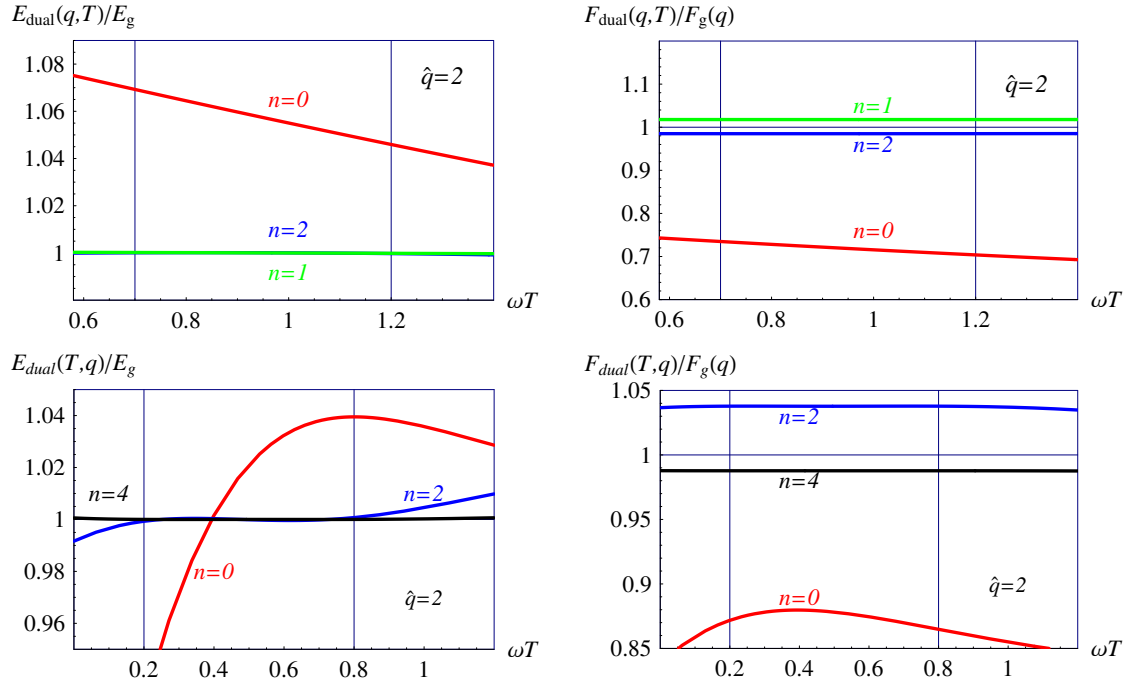 E_dual(q,T)/E_g
1.08
1.06
1.04
1.02
1
n=0
q̂=2
n=2
n=1
0.6
0.8
1
1.2
ωT
F_dual(q,T)/F_g(q)
1.1
1
0.9
0.8
0.7
0.6
q̂=2
n=1
n=2
n=0
0.6
0.8
1
1.2
ωT
E_dual(T,q)/E_g
1.04
1.02
1
0.98
0.96
n=4
n=2
n=0
q̂=2
0.2
0.4
0.6
0.8
1
ωT
F_dual(T,q)/F_g(q)
1.05
1
0.95
0.9
0.85
n=2
n=4
n=0
q̂=2
0.2
0.4
0.6
0.8
1
ωT